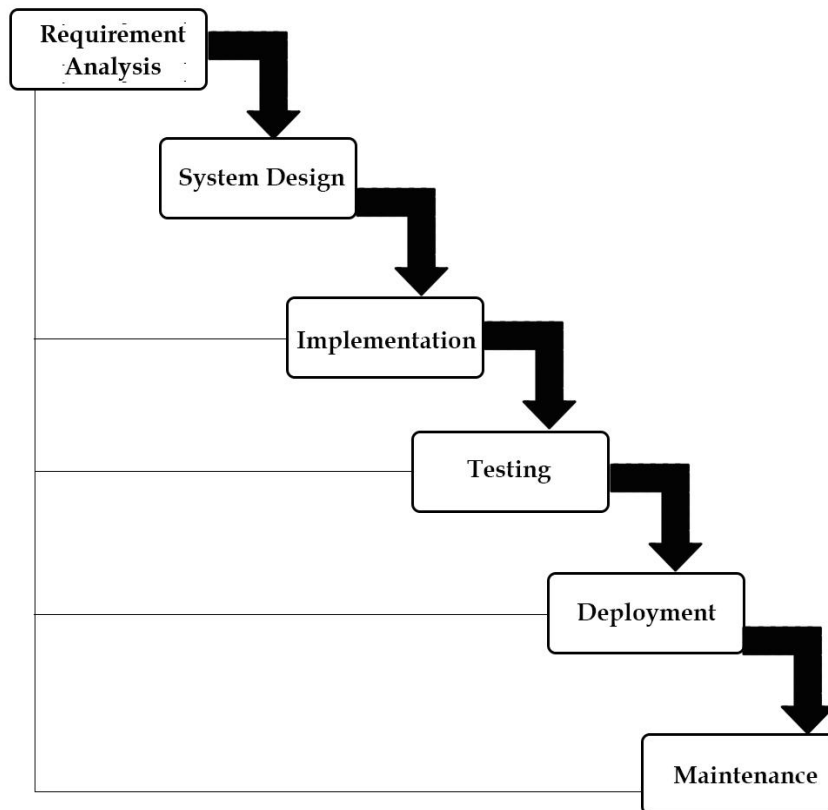 Requirement
Analysis
System Design
Implementation
Testing
Deployment
Maintenance